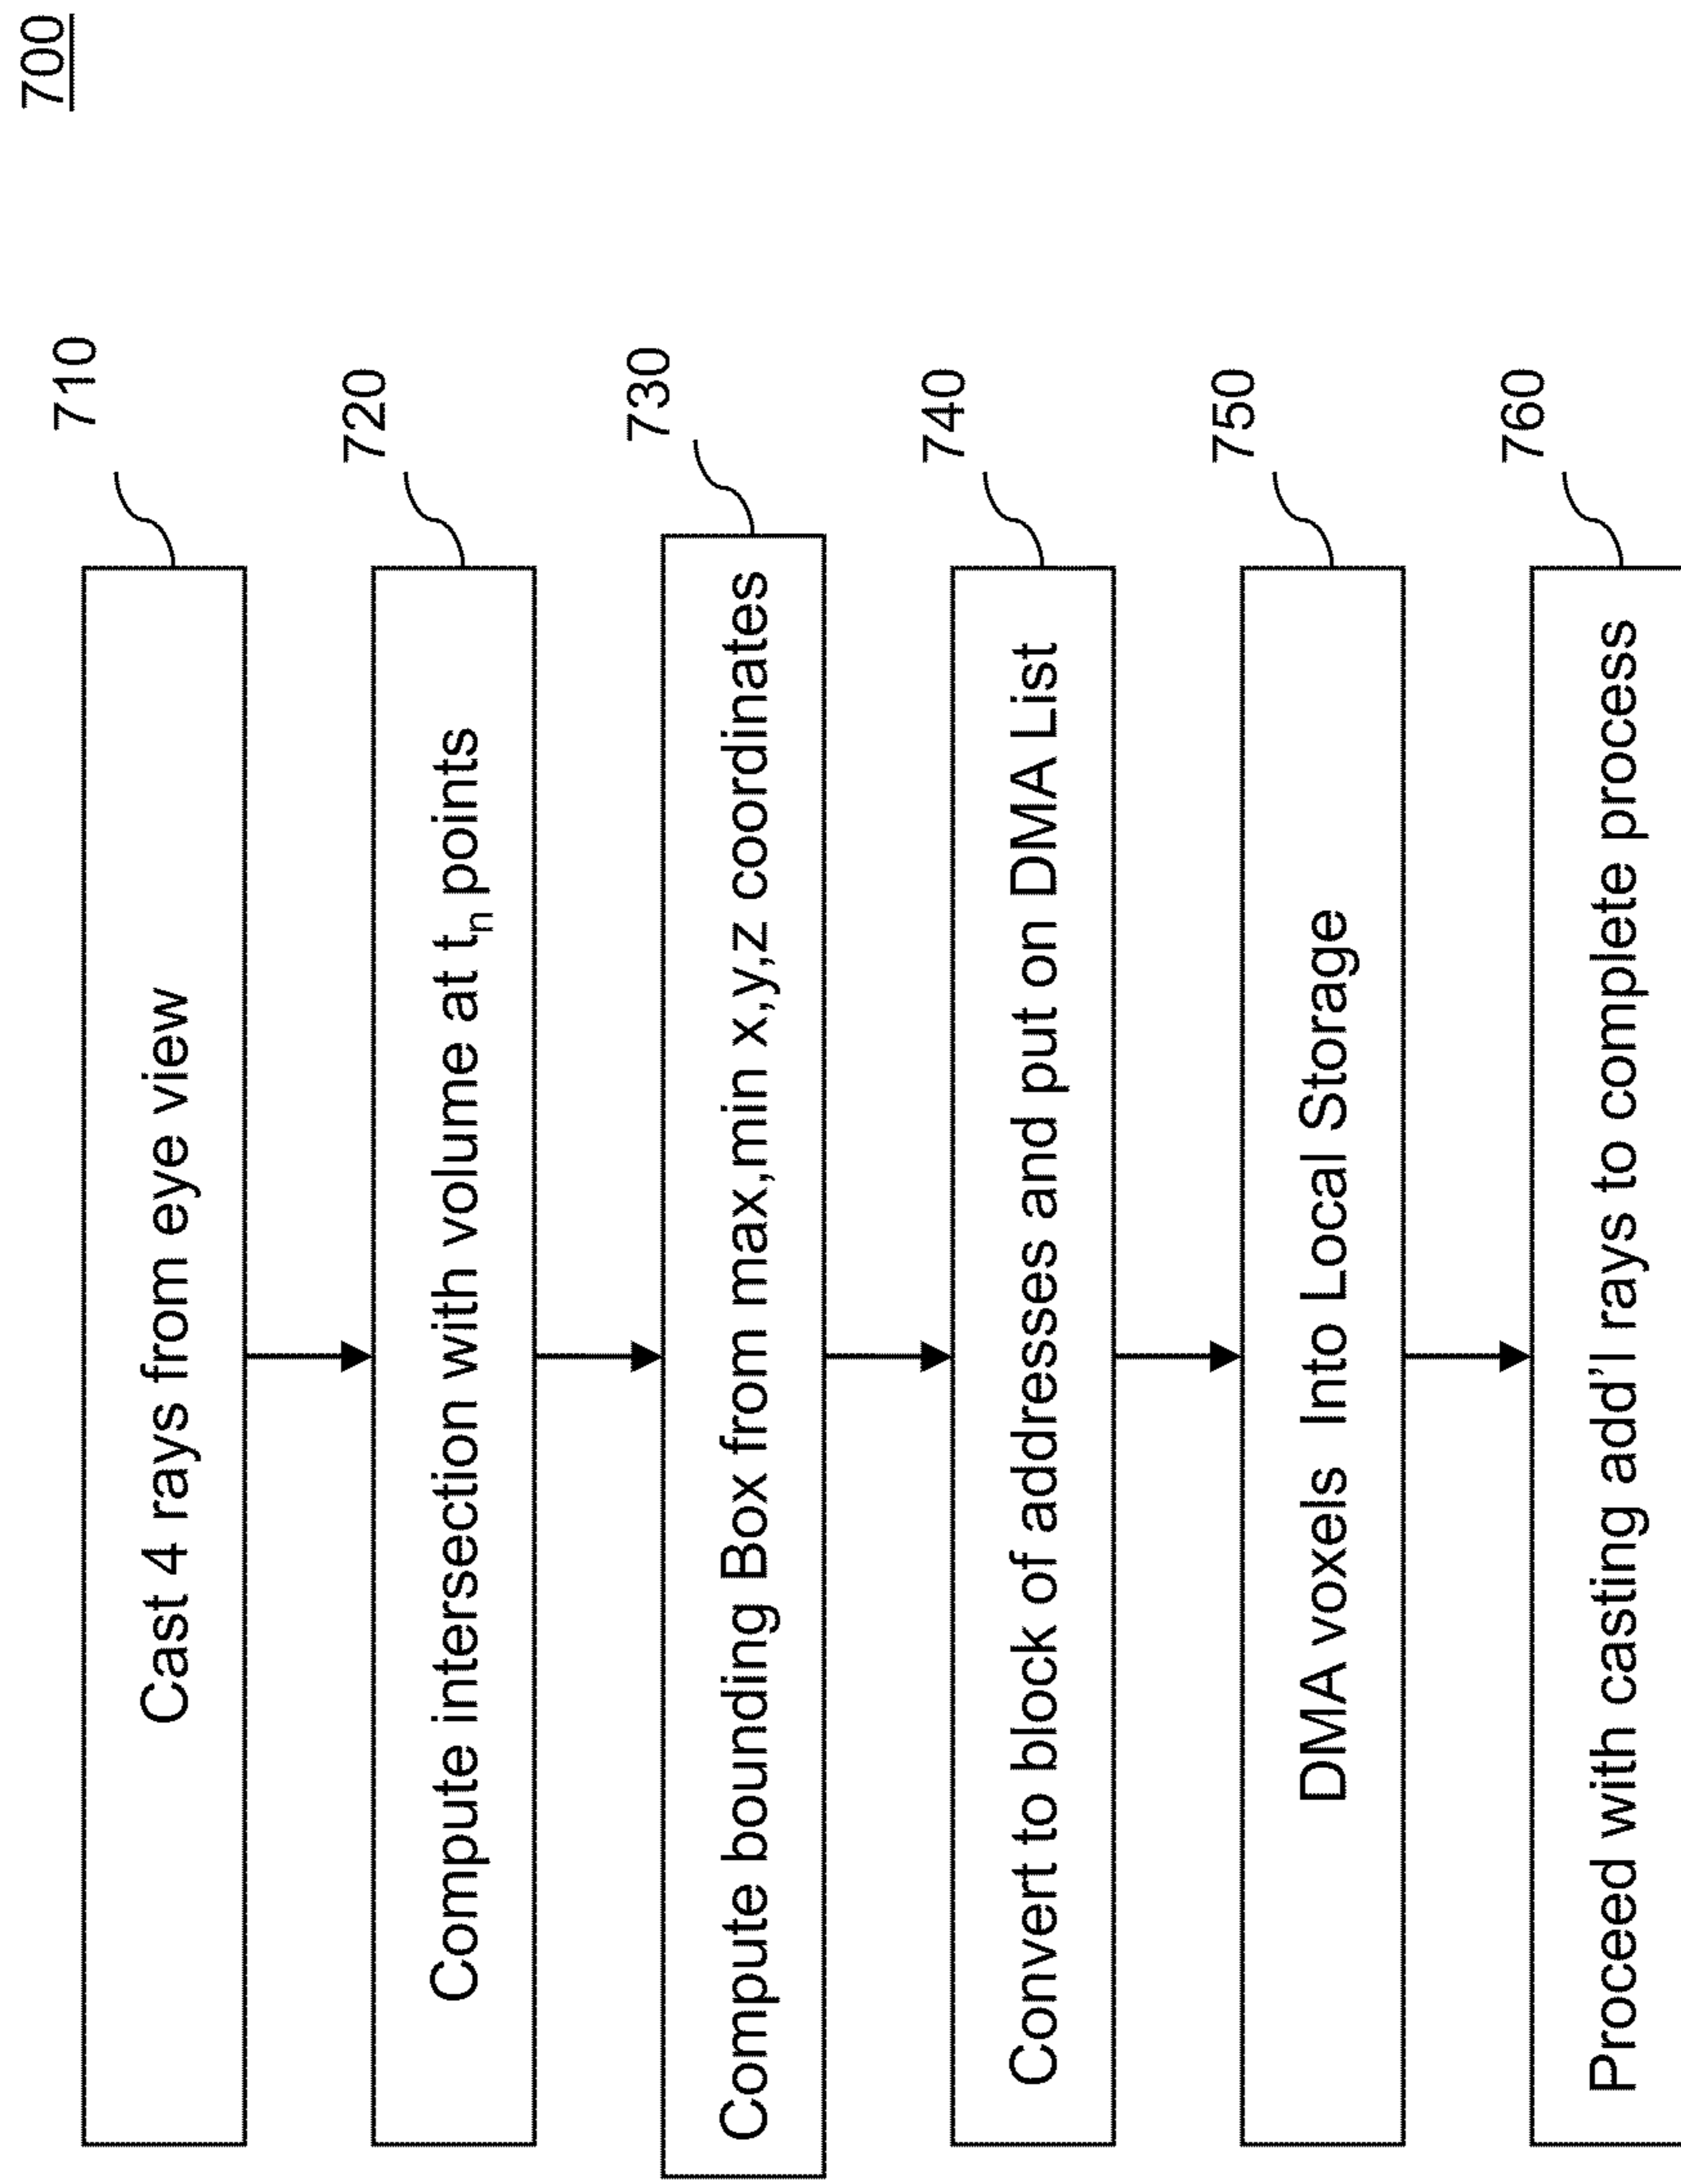 700
710
Cast 4 rays from eye view
720
Compute intersection with volume at tn points
730
Compute bounding Box from max,min x,y,z coordinates
740
Convert to block of addresses and put on DMA List
750
DMA voxels Into Local Storage
760
Proceed with casting add'l rays to complete process